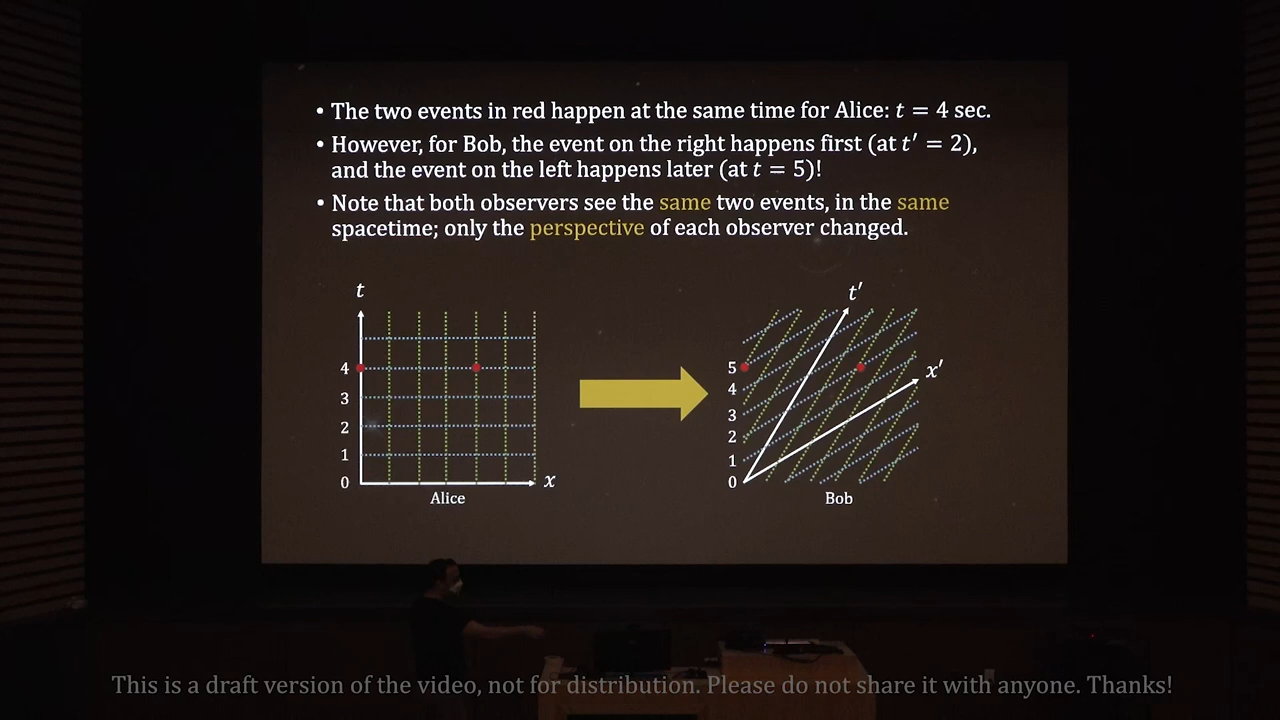 • The two events in red happen at the same time for Alice: t = 4 sec.
• However, for Bob, the event on the right happens first (at t′ = 2),
and the event on the left happens later (at t = 5)!
• Note that both observers see the same two events, in the same
spacetime; only the perspective of each observer changed.
t
4
3
2
1
0
x
Alice
t′
5
4
3
2
1
0
x′
Bob
This is a draft version of the video, not for distribution. Please do not share it with anyone. Thanks!